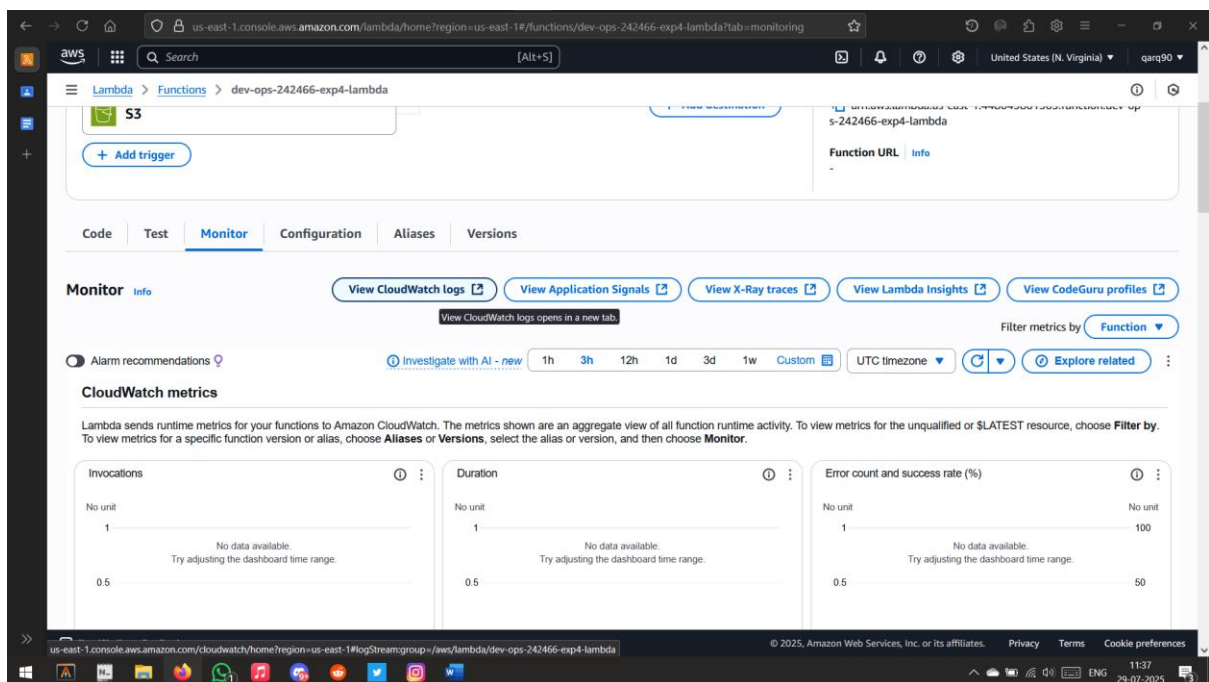 us-east-1.console.aws.amazon.com/lambda/home?region=us-east-1#/functions/dev-ops-242466-exp4-lambda?tab=monitoring
aws Search [Alt+S] United States (N. Virginia) qarq90
Lambda > Functions > dev-ops-242466-exp4-lambda
S3
s-242466-exp4-lambda
+ Add trigger
Function URL Info
-
Code Test Monitor Configuration Aliases Versions
Monitor Info View CloudWatch logs View Application Signals View X-Ray traces View Lambda Insights View CodeGuru profiles
View CloudWatch logs opens in a new tab.
Filter metrics by Function
Alarm recommendations Investigate with AI - new 1h 3h 12h 1d 3d 1w Custom UTC timezone Explore related
CloudWatch metrics
Lambda sends runtime metrics for your functions to Amazon CloudWatch. The metrics shown are an aggregate view of all function runtime activity. To view metrics for the unqualified or $LATEST resource, choose Filter by.
To view metrics for a specific function version or alias, choose Aliases or Versions, select the alias or version, and then choose Monitor.
Invocations
No unit
1
No data available.
Try adjusting the dashboard time range.
0.5
Duration
No unit
1
No data available.
Try adjusting the dashboard time range.
0.5
Error count and success rate (%)
No unit No unit
1 100
No data available.
Try adjusting the dashboard time range.
0.5 50
us-east-1.console.aws.amazon.com/cloudwatch/home?region=us-east-1#logStream:group=/aws/lambda/dev-ops-242466-exp4-lambda
© 2025, Amazon Web Services, Inc. or its affiliates. Privacy Terms Cookie preferences
ENG 11:37
29-07-2025